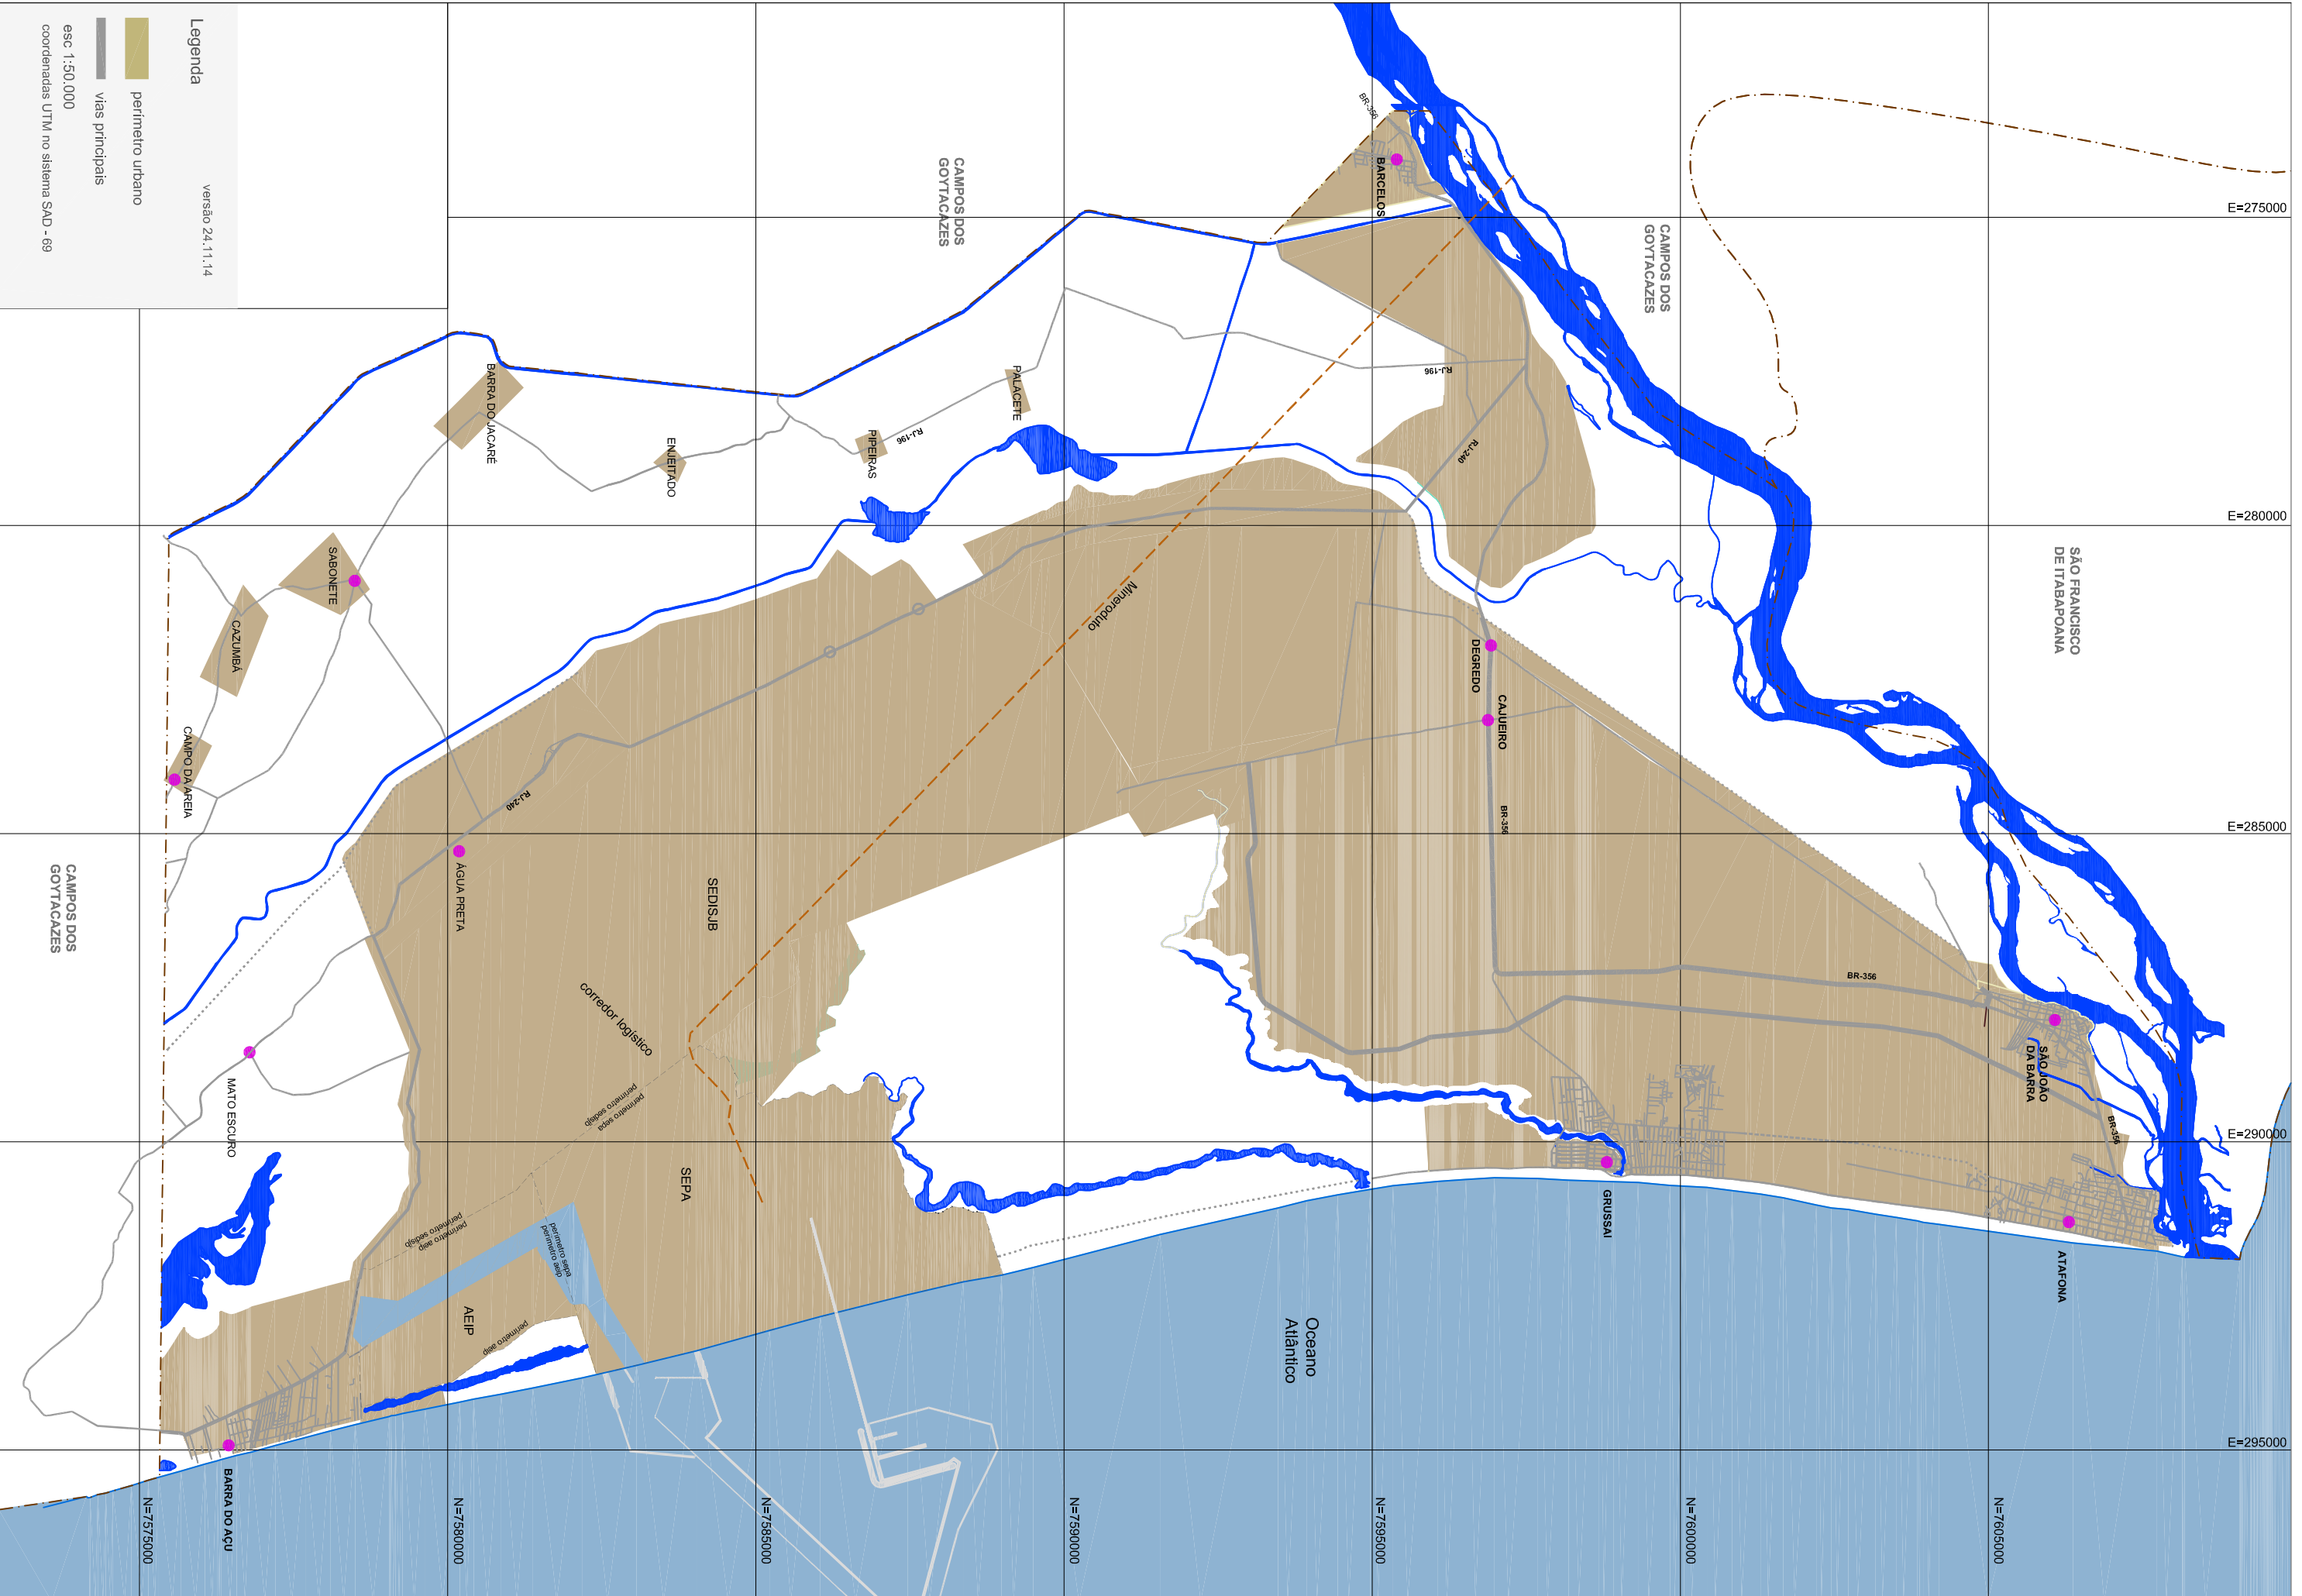 Legenda
versão 24.11.14
perímetro urbano
vias principais
esc 1:50.000
coordenadas UTM no sistema SAD - 69
CAMPOS DOS
GOYTACAZES
CAMPOS DOS
GOYTACAZES
SÃO FRANCISCO
DE ITABAPOANA
CAMPOS DOS
GOYTACAZES
E=275000
E=280000
E=285000
E=290000
E=295000
N=7575000
N=7580000
N=7585000
N=7590000
N=7595000
N=7600000
N=7605000
BR-356
BARCELOS
RJ-196
RJ-240
PALACETE
PIPEIRAS
RJ-196
ENJEITADO
BARRA DO JACARÉ
SABONETE
CAZUMBÁ
CAMPO DA AREIA
Mineroduto
DEGREDO
CAJUEIRO
BR-356
RJ-240
ÁGUA PRETA
SEDISJB
BR-356
corredor logístico
SÃO JOÃO
DA BARRA
BR-356
MATO ESCURO
perímetro sedisjb
perímetro sepa
SEPA
GRUSSAI
ATAFONA
perímetro sedisjb
perímetro aeip
perímetro sepa
perímetro aeip
AEIP
perímetro aeip
Oceano
Atlântico
BARRA DO AÇU